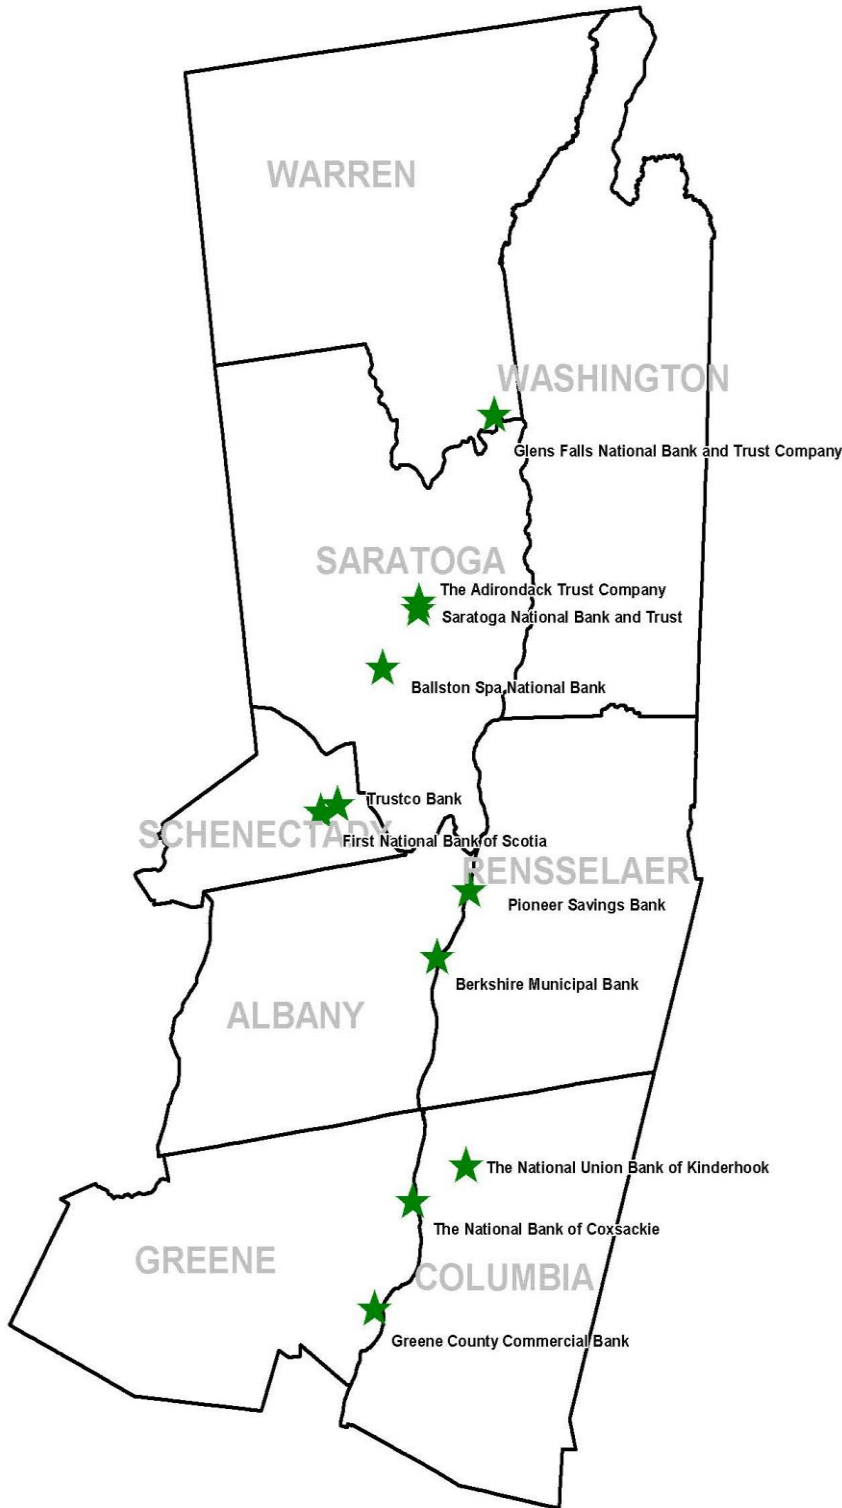 WARREN
WASHINGTON
Glens Falls National Bank and Trust Company
SARATOGA
The Adirondack Trust Company
Saratoga National Bank and Trust
Ballston Spa National Bank
Trustco Bank
SCHENECTADY
First National Bank of Scotia
RENSSELAER
Pioneer Savings Bank
Berkshire Municipal Bank
ALBANY
The National Union Bank of Kinderhook
The National Bank of Coxsackie
GREENE
COLUMBIA
Greene County Commercial Bank